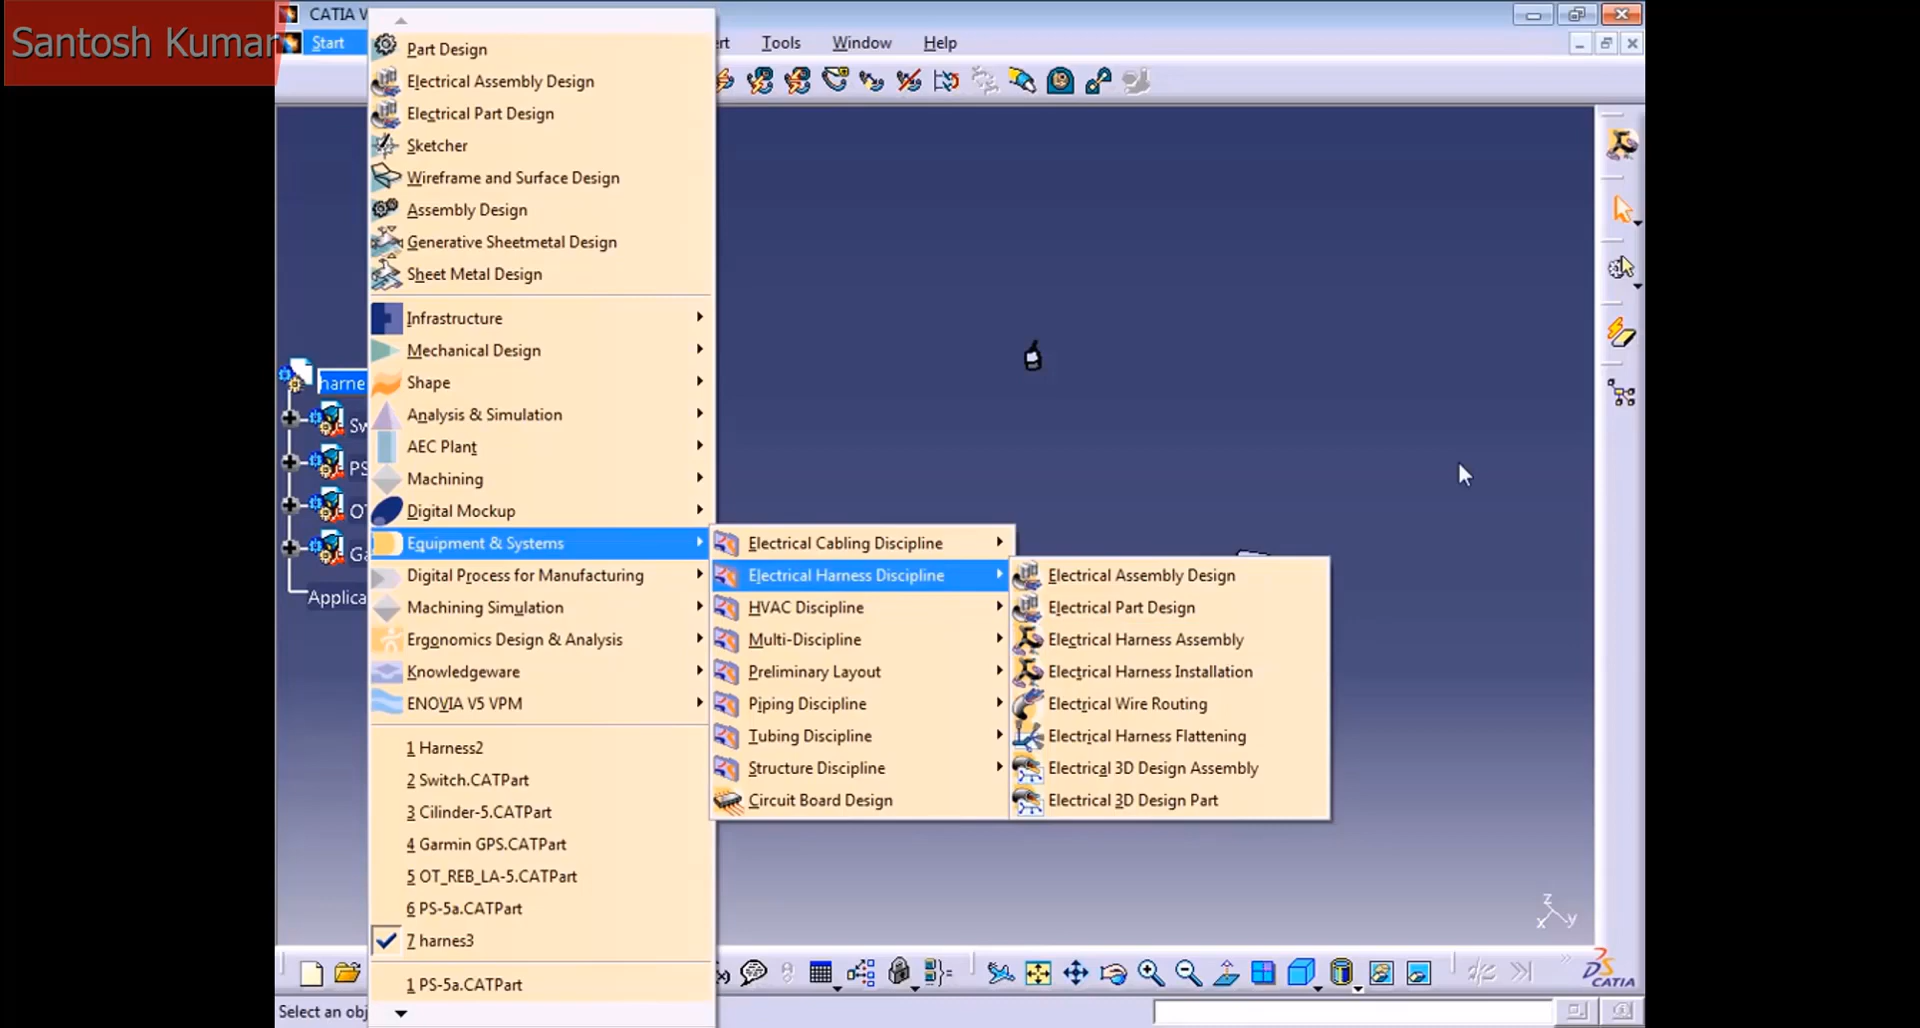 Santosh Kumar
CATIA V
Start
rt
Tools
Window
Help
Part Design
Electrical Assembly Design
Electrical Part Design
Sketcher
Wireframe and Surface Design
Assembly Design
Generative Sheetmetal Design
Sheet Metal Design
Infrastructure
Mechanical Design
Shape
Analysis & Simulation
AEC Plant
Machining
Digital Mockup
Equipment & Systems
Digital Process for Manufacturing
Machining Simulation
Ergonomics Design & Analysis
Knowledgeware
ENOVIA V5 VPM
1 Harness2
2 Switch.CATPart
3 Cilinder-5.CATPart
4 Garmin GPS.CATPart
5 OT_REB_LA-5.CATPart
6 PS-5a.CATPart
7 harnes3
1 PS-5a.CATPart
Electrical Cabling Discipline
Electrical Harness Discipline
HVAC Discipline
Multi-Discipline
Preliminary Layout
Piping Discipline
Tubing Discipline
Structure Discipline
Circuit Board Design
Electrical Assembly Design
Electrical Part Design
Electrical Harness Assembly
Electrical Harness Installation
Electrical Wire Routing
Electrical Harness Flattening
Electrical 3D Design Assembly
Electrical 3D Design Part
harne
Sw
PS
OT
Ga
Applica
z
x y
CATIA
Select an obj